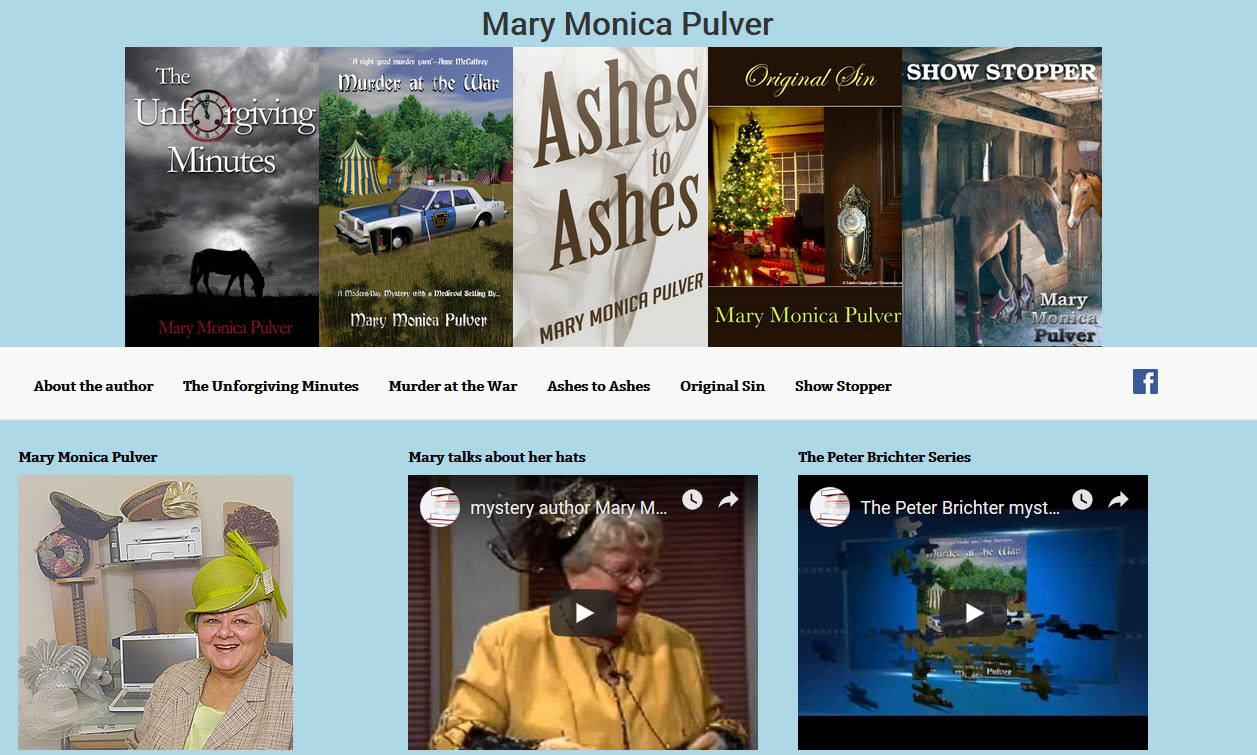 Mary Monica Pulver
The
Unforgiving
Minutes
Mary Monica Pulver
"A right good murder yarn"-Anne McCaffrey
Murder at the War
A Modern-Day Mystery with a Medieval Setting By...
Mary Monica Pulver
Ashes
to
Ashes
MARY MONICA PULVER
Original Sin
Mary Monica Pulver
SHOW STOPPER
Mary
Monica
Pulver
About the author The Unforgiving Minutes Murder at the War Ashes to Ashes Original Sin Show Stopper
Mary Monica Pulver
Mary talks about her hats
mystery author Mary M...
The Peter Brichter Series
The Peter Brichter myst...
Murder at the War
Pulver